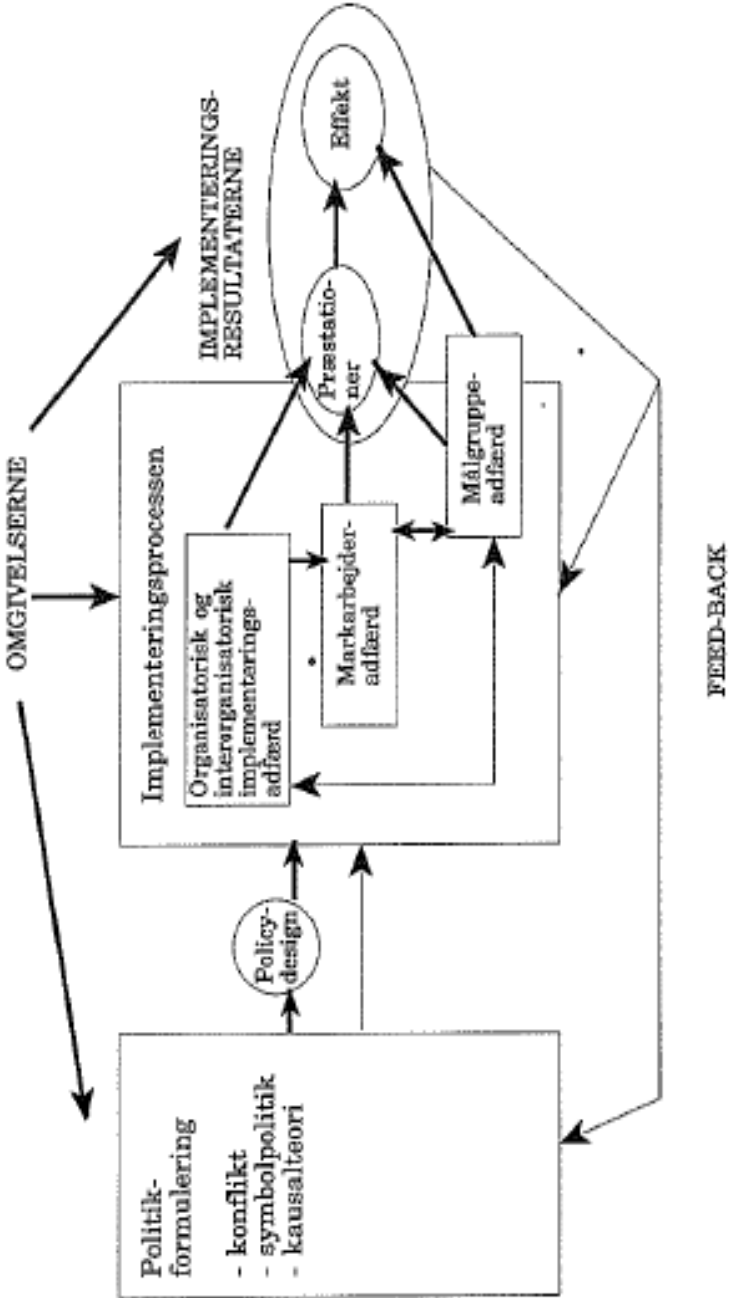 OMGIVELSERNE
Politik-
formulering
- konflikt
- symbolpolitik
- kausalteori
Policy-
design
Implementeringsprocessen
Organisatorisk og
interorganisatorisk
implementerings-
adfærd
Markarbejder-
adfærd
Målgruppe-
adfærd
IMPLEMENTERINGS-
RESULTATERNE
Præstatio-
ner
Effekt
FEED-BACK